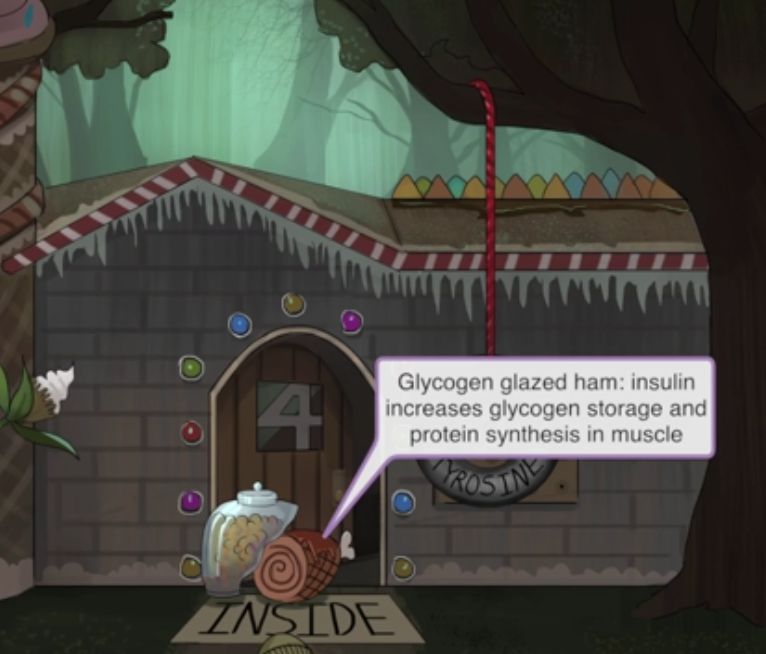 4
Glycogen glazed ham: insulin
increases glycogen storage and
protein synthesis in muscle
TYROSINE
INSIDE